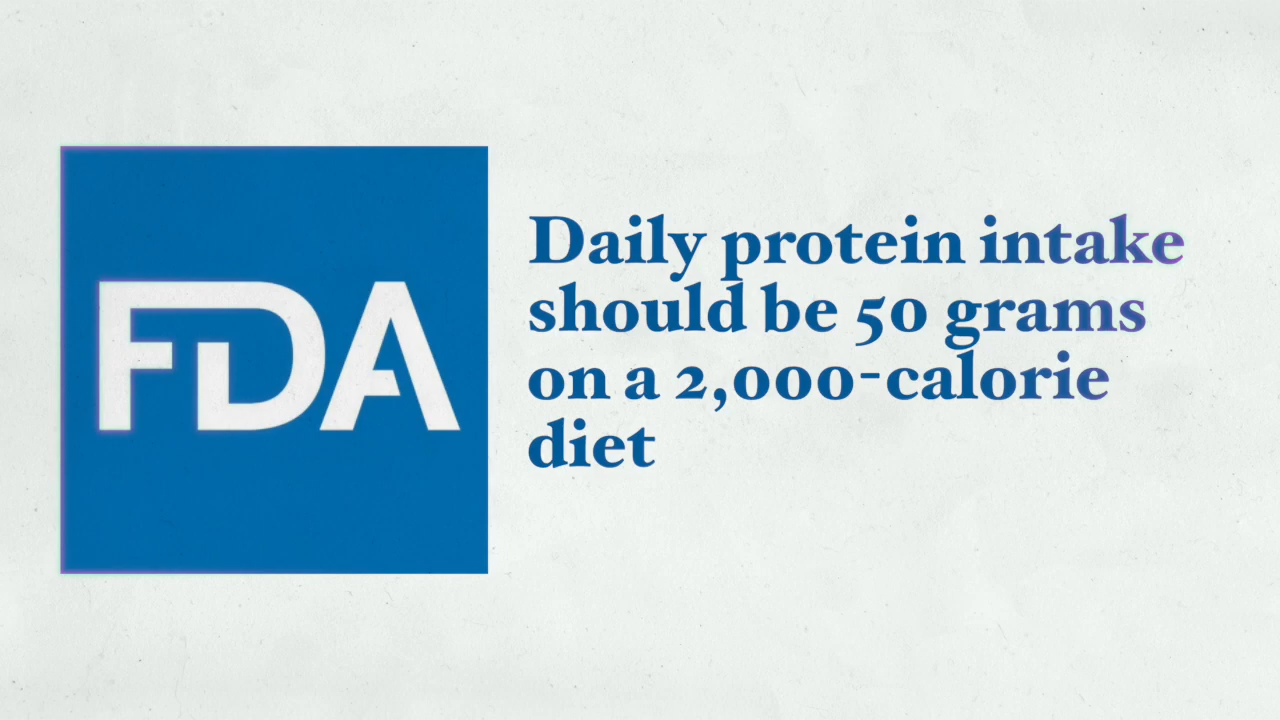 FDA
Daily protein intake
should be 50 grams
on a 2,000-calorie
diet